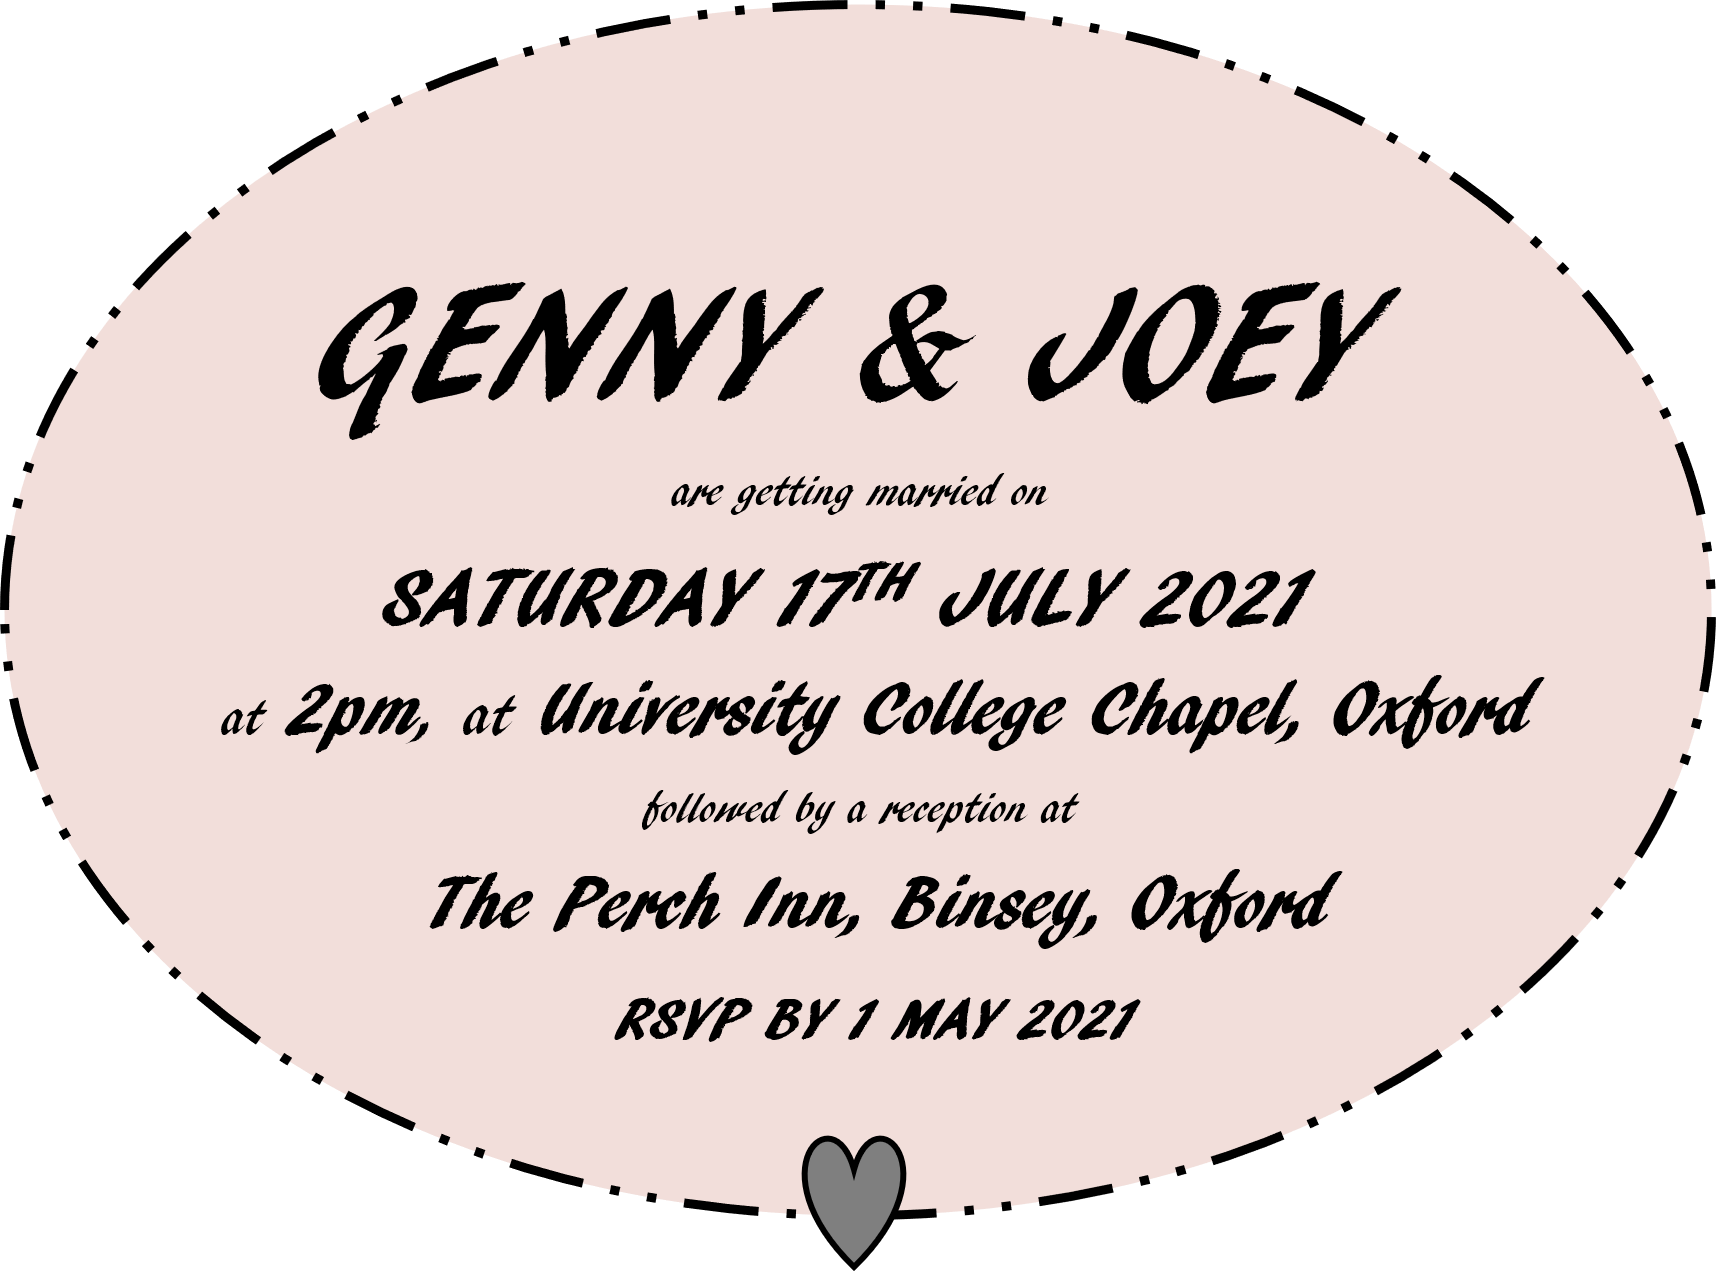 GENNY & JOEY
are getting married on
SATURDAY 17TH JULY 2021
at 2pm, at University College Chapel, Oxford
followed by a reception at
The Perch Inn, Binsey, Oxford
RSVP BY 1 MAY 2021